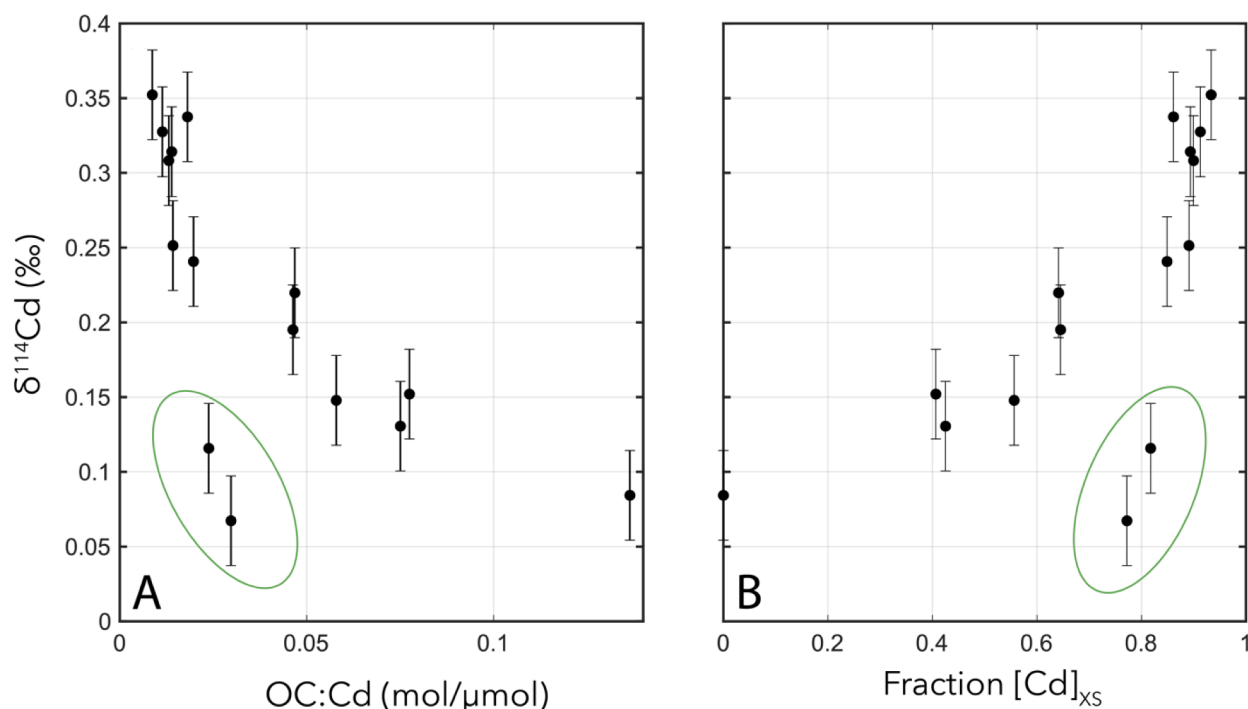 0.4
0.35
0.3
0.25
0.2
0.15
0.1
0.05
0
δ¹¹⁴Cd (‰)
A
0 0.05 0.1
OC:Cd (mol/μmol)
B
0 0.2 0.4 0.6 0.8 1
Fraction [Cd]XS